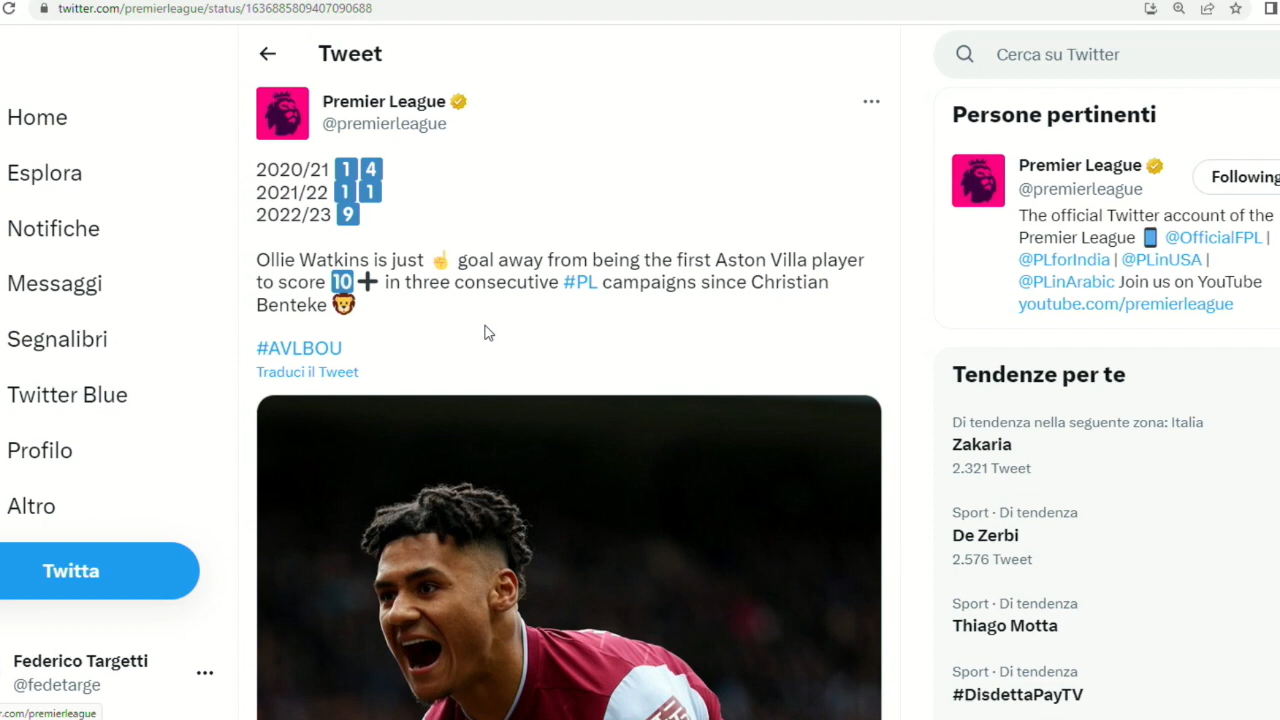 twitter.com/premierleague/status/1636885809407090688
Home
Esplora
Notifiche
Messaggi
Segnalibri
Twitter Blue
Profilo
Altro
Twitta
Federico Targetti
@fedetarge
r.com/premierleague
Tweet
Premier League
@premierleague
2020/21 1 4
2021/22 1 1
2022/23 9
Ollie Watkins is just ☝ goal away from being the first Aston Villa player
to score 10 ➕ in three consecutive #PL campaigns since Christian
Benteke 🦁
#AVLBOU
Traduci il Tweet
Cerca su Twitter
Persone pertinenti
Premier League
@premierleague
Following
The official Twitter account of the
Premier League 📱 @OfficialFPL |
@PLforIndia | @PLinUSA |
@PLinArabic Join us on YouTube
youtube.com/premierleague
Tendenze per te
Di tendenza nella seguente zona: Italia
Zakaria
2.321 Tweet
Sport · Di tendenza
De Zerbi
2.576 Tweet
Sport · Di tendenza
Thiago Motta
Sport · Di tendenza
#DisdettaPayTV